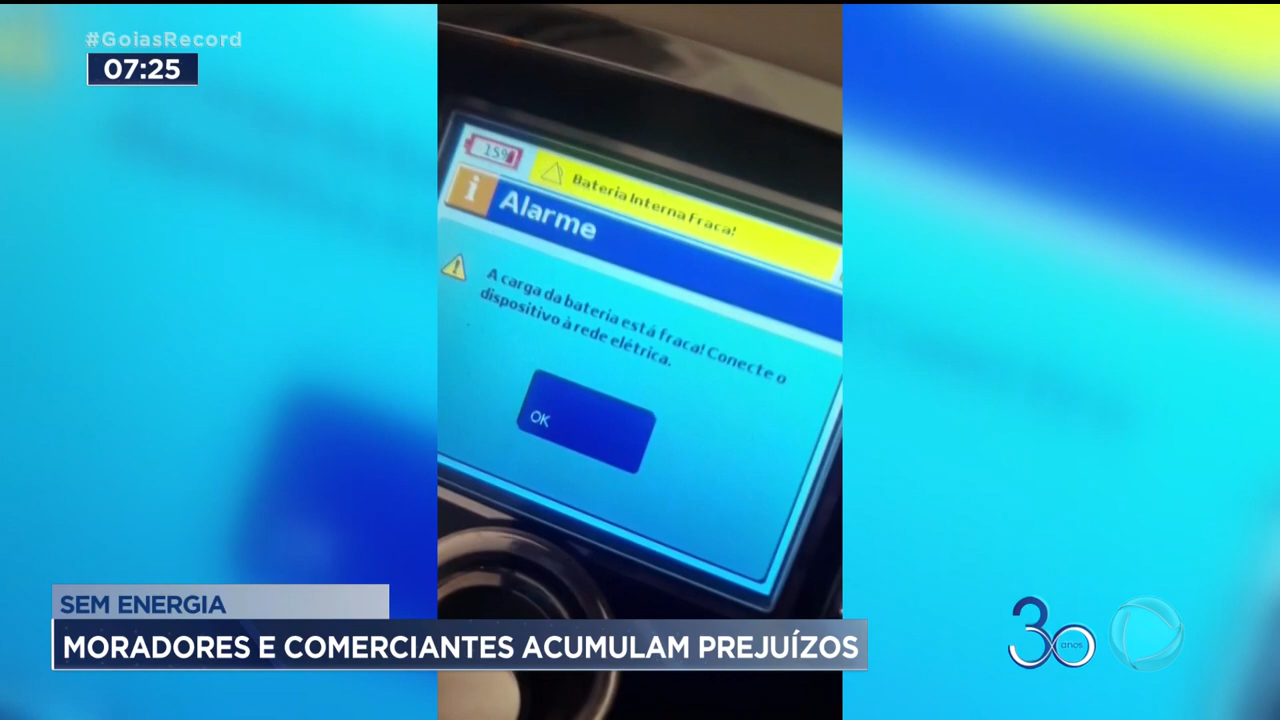 #GoiasRecord
07:25
15%
Bateria Interna Fraca!
i Alarme
A carga da bateria está fraca! Conecte o
dispositivo à rede elétrica.
OK
SEM ENERGIA
MORADORES E COMERCIANTES ACUMULAM PREJUÍZOS
30 anos